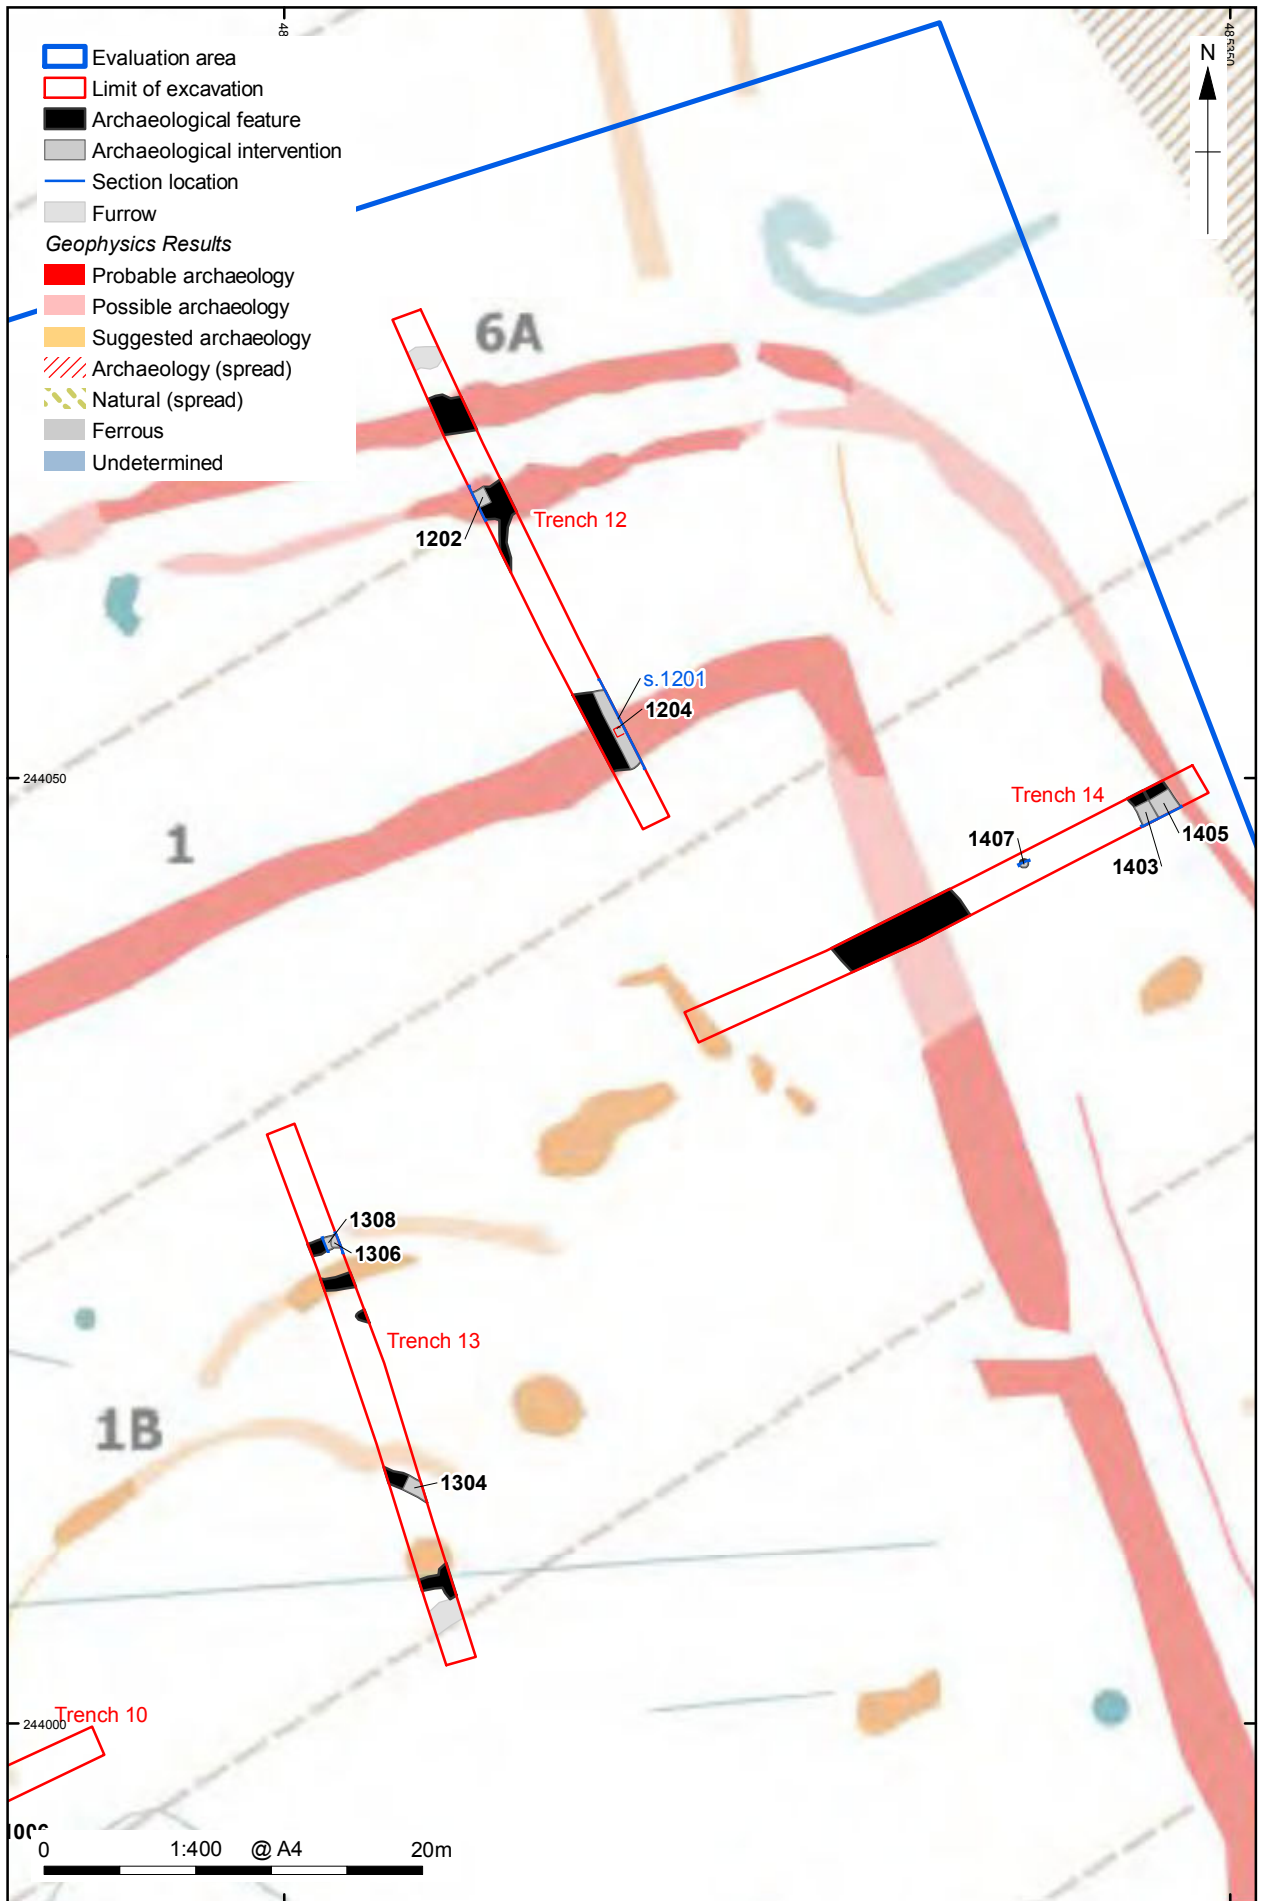 48
485350
N
Evaluation area
Limit of excavation
Archaeological feature
Archaeological intervention
Section location
Furrow
Geophysics Results
Probable archaeology
Possible archaeology
Suggested archaeology
Archaeology (spread)
Natural (spread)
Ferrous
Undetermined
6A
Trench 12
1202
s.1201
1204
244050
Trench 14
1
1407
1405
1403
1308
1306
Trench 13
1B
1304
Trench 10
244000
0
1:400 @ A4
20m